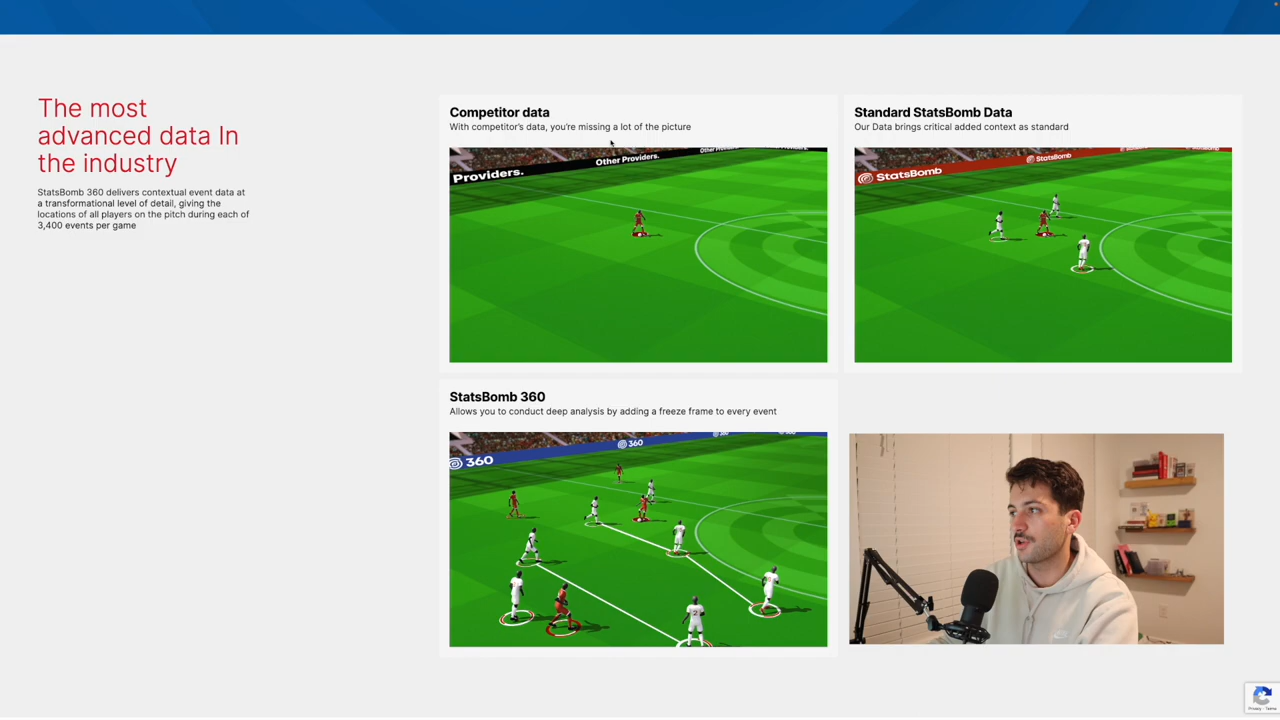 The most
advanced data In
the industry
StatsBomb 360 delivers contextual event data at
a transformational level of detail, giving the
locations of all players on the pitch during each of
3,400 events per game
Competitor data
With competitor's data, you're missing a lot of the picture
Providers.
Other Providers.
Standard StatsBomb Data
Our Data brings critical added context as standard
StatsBomb
StatsBomb
StatsBomb 360
Allows you to conduct deep analysis by adding a freeze frame to every event
360
360
Privacy - Terms